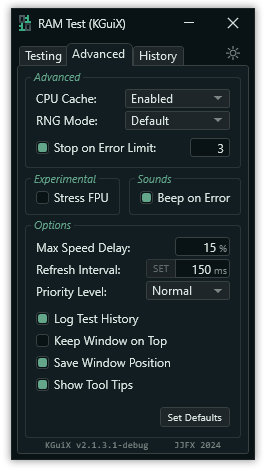 RAM Test (KGuiX)
Testing Advanced History
Advanced
CPU Cache: Enabled
RNG Mode: Default
Stop on Error Limit: 3
Experimental Sounds
Stress FPU Beep on Error
Options
Max Speed Delay: 15 %
Refresh Interval: SET 150 ms
Priority Level: Normal
Log Test History
Keep Window on Top
Save Window Position
Show Tool Tips
Set Defaults
KGuiX v2.1.3.1-debug JJFX 2024